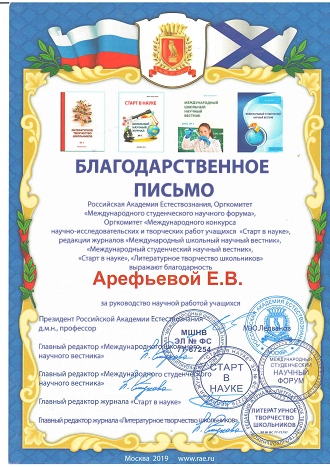 ЛИТЕРАТУРНОЕ
ТВОРЧЕСТВО
ШКОЛЬНИКОВ
СТАРТ В НАУКЕ
МЕЖДУНАРОДНЫЙ
ШКОЛЬНЫЙ
НАУЧНЫЙ
ВЕСТНИК
БЛАГОДАРСТВЕННОЕ
ПИСЬМО
Российская Академия Естествознания, Оргкомитет
«Международного студенческого научного форума»,
Оргкомитет «Международного конкурса
научно-исследовательских и творческих работ учащихся «Старт в науке»,
редакции журналов «Международный школьный научный вестник»,
«Международный студенческий научный вестник»,
«Старт в науке», «Литературное творчество школьников»
выражают благодарность
Арефьевой Е.В.
за руководство научной работой учащихся
Президент Российской Академии Естествознания
д.м.н., профессор
М.Ю.Ледванов
Главный редактор «Международного школьного
научного вестника»
Главный редактор «Международного студенческого
научного вестника»
Главный редактор журнала «Старт в науке»
Главный редактор журнала «Литературное творчество школьников»
МШНВ
ЭЛ № ФС
77-67254
СТАРТ
В
НАУКЕ
МЕЖДУНАРОДНЫЙ
СТУДЕНЧЕСКИЙ
НАУЧНЫЙ
ФОРУМ
ЛИТЕРАТУРНОЕ
ТВОРЧЕСТВО
ШКОЛЬНИКОВ
Москва 2019 www.rae.ru